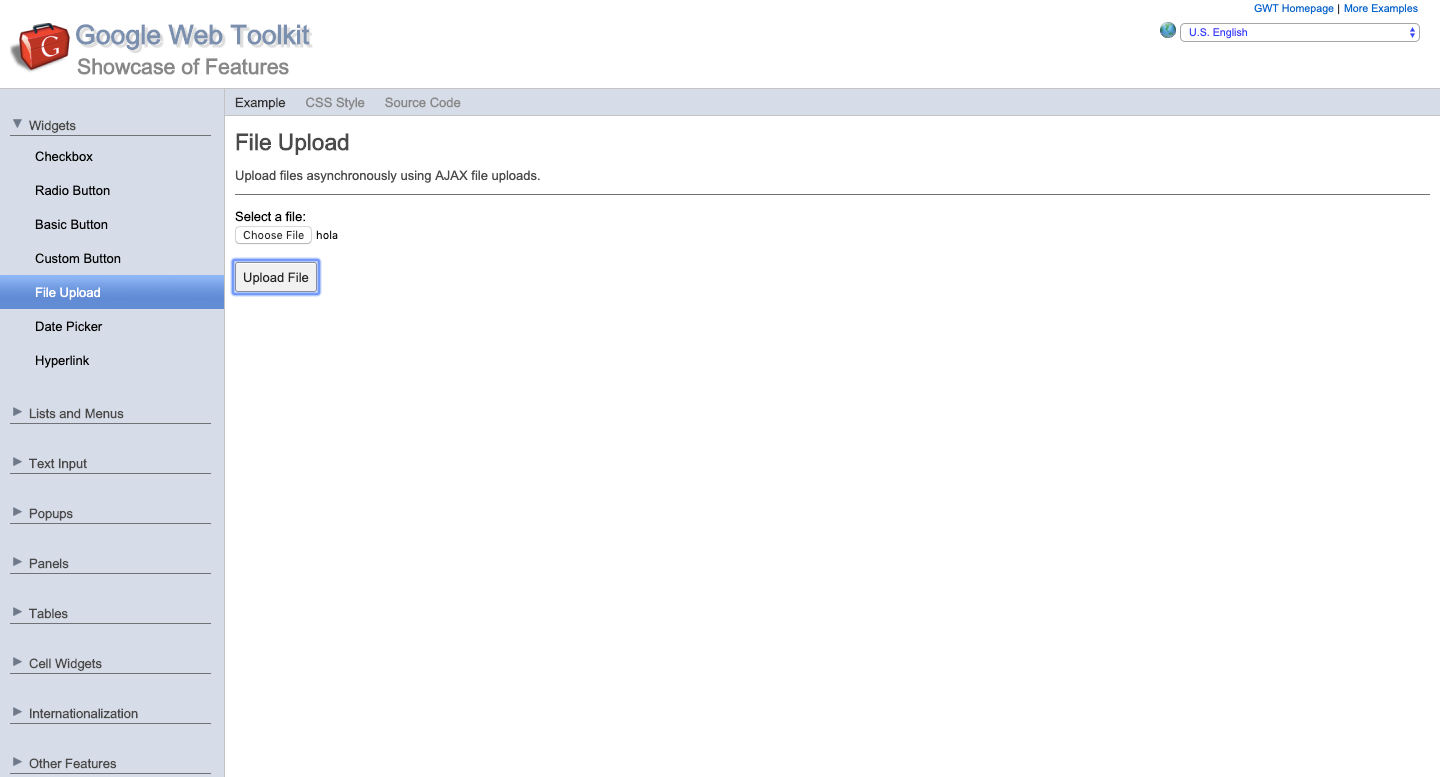 GWT Homepage | More Examples
Google Web Toolkit
U.S. English
Showcase of Features
Example CSS Style Source Code
Widgets
Checkbox
Radio Button
Basic Button
Custom Button
File Upload
Date Picker
Hyperlink
Lists and Menus
Text Input
Popups
Panels
Tables
Cell Widgets
Internationalization
Other Features
File Upload
Upload files asynchronously using AJAX file uploads.
Select a file:
Choose File hola
Upload File